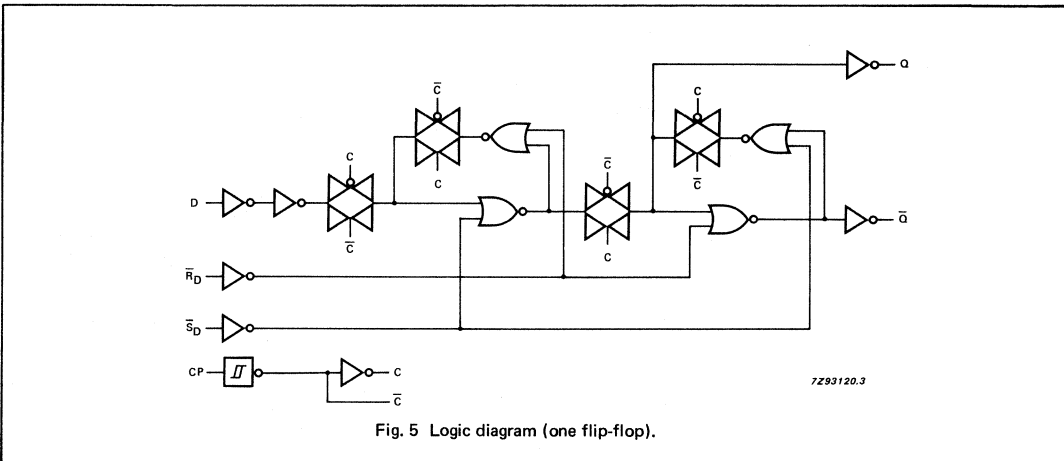 Q
C̅
C
C
C̅
C
C̅
D
Q̅
C̅
C
R̅D
S̅D
CP
C
C̅
7Z93120.3
Fig. 5 Logic diagram (one flip-flop).